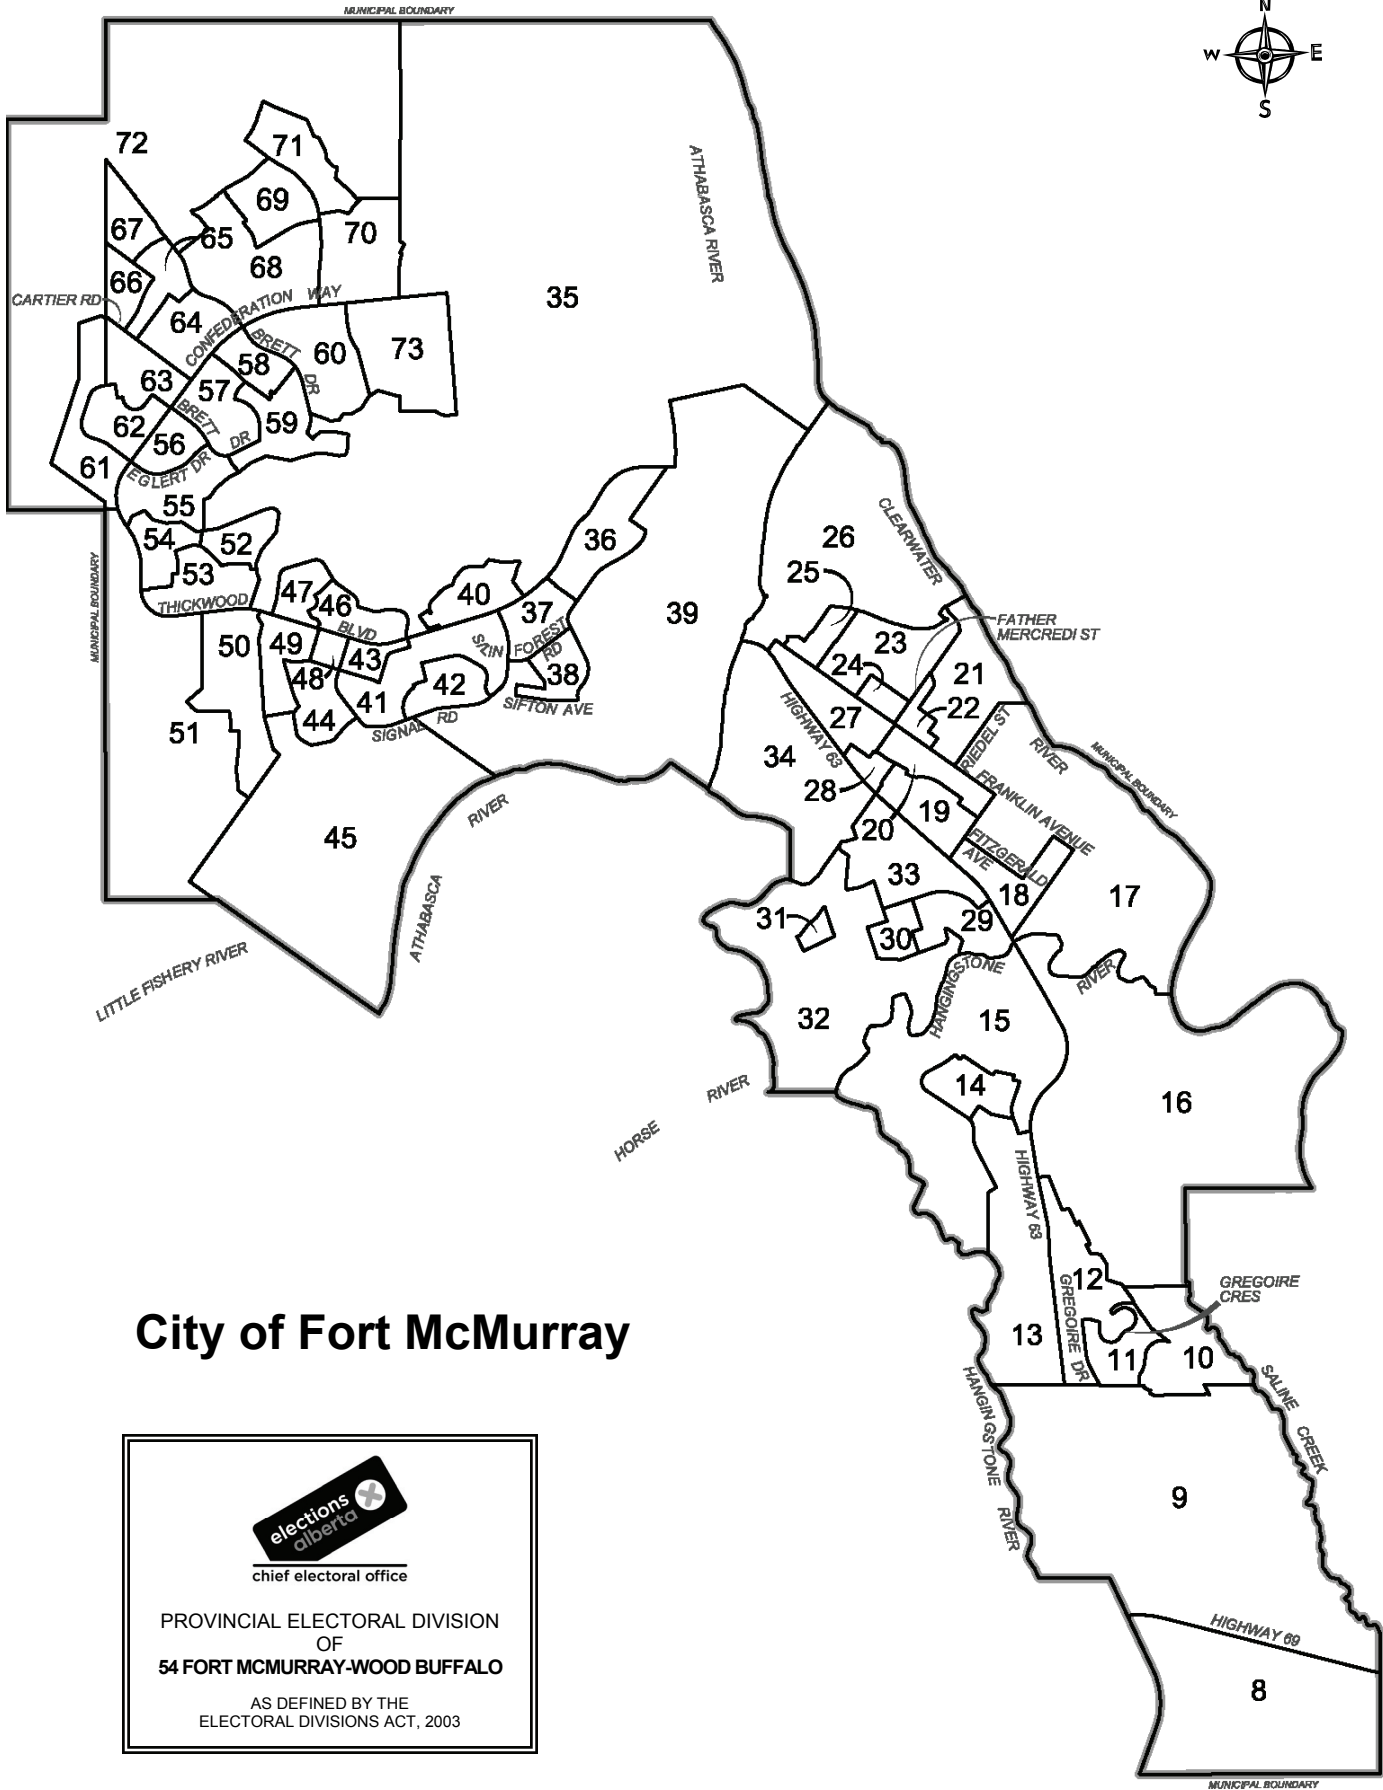 MUNICIPAL BOUNDARY
N
W E
S
72
71
ATHABASCA RIVER
69
67
65
70
68
66
CARTIER RD
CONFEDERATION WAY
35
64
BRETT DR
58
60
73
63
57
BRETT DR
59
62
56
61
EGLERT DR
55
54
52
53
THICKWOOD BLVD
MUNICIPAL BOUNDARY
36
26
CLEARWATER RIVER
25
47
46
40
37
39
FATHER
MERCREDI ST
23
50
49
43
SILIN FOREST RD
24
21
48
42
38
41
44
SIFTON AVE
SIGNAL RD
22
27
RIEDEL ST
51
HIGHWAY 63
34
MUNICIPAL BOUNDARY
28
FRANKLIN AVENUE
19
20
45
RIVER
FITZGERALD
AVE
33
18
17
31
29
30
ATHABASCA
LITTLE FISHERY RIVER
HANGINGSTONE
RIVER
32
15
14
16
RIVER
HORSE
HIGHWAY 63
12
GREGOIRE
CRES
GREGOIRE DR
13
11
10
City of Fort McMurray
HANGINGSTONE RIVER
SALINE CREEK
9
elections
alberta
chief electoral office
PROVINCIAL ELECTORAL DIVISION
OF
54 FORT MCMURRAY-WOOD BUFFALO
AS DEFINED BY THE
ELECTORAL DIVISIONS ACT, 2003
HIGHWAY 69
8
MUNICIPAL BOUNDARY